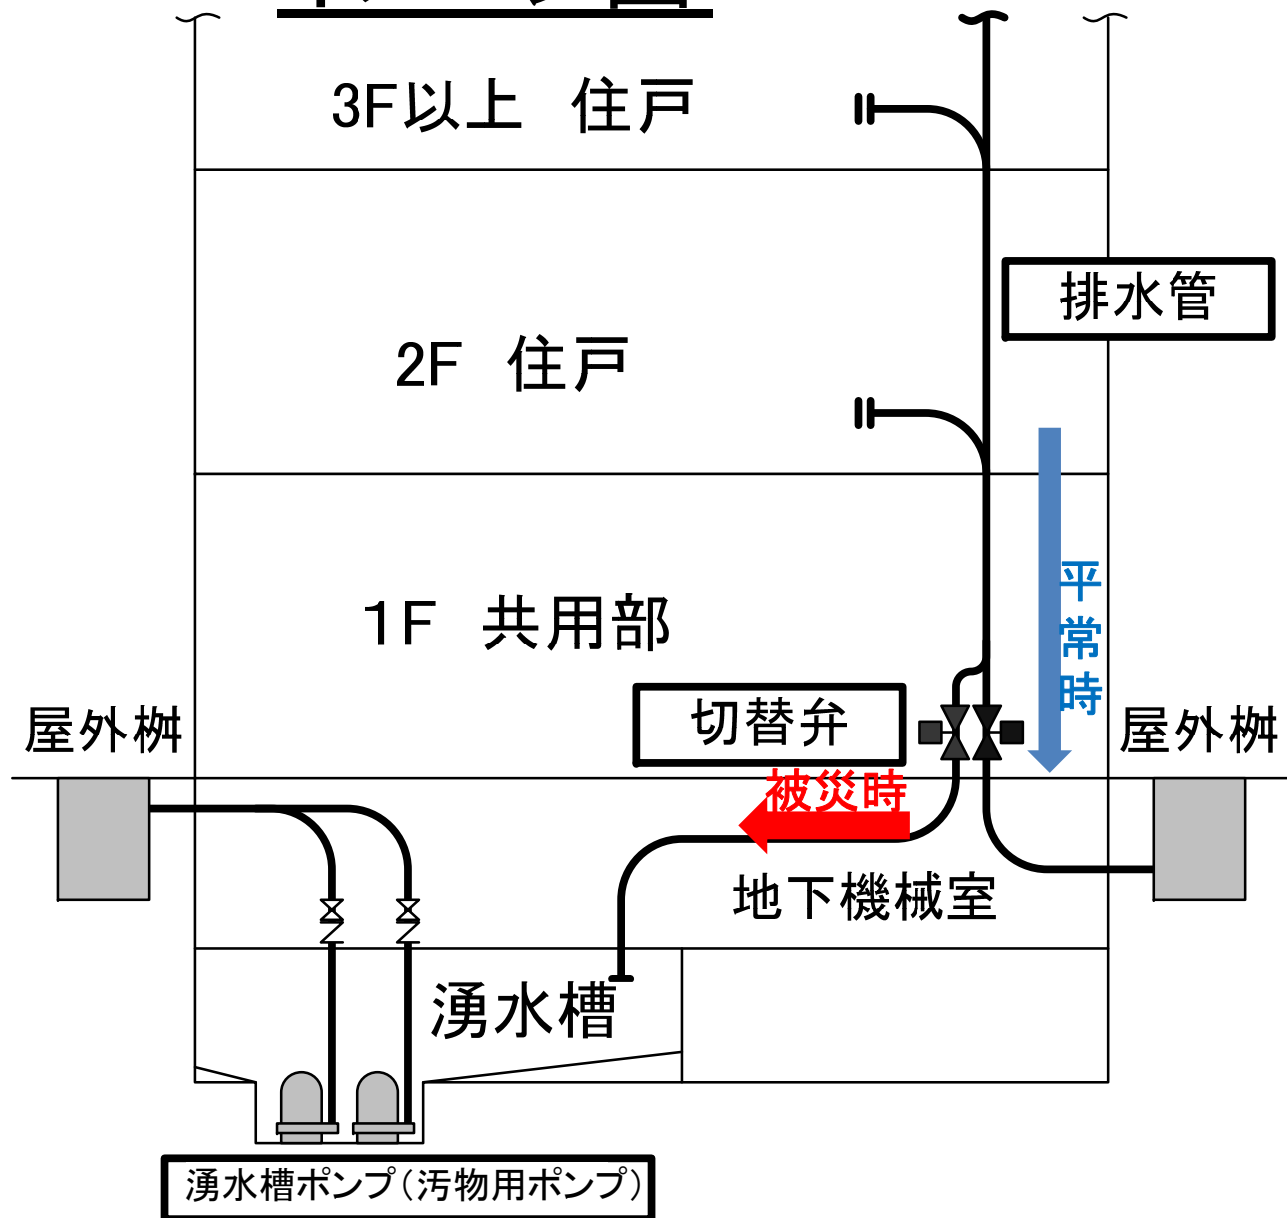 3F以上 住戸
排水管
2F 住戸
平常時
1F 共用部
切替弁
屋外桝
屋外桝
被災時
地下機械室
湧水槽
湧水槽ポンプ(汚物用ポンプ)